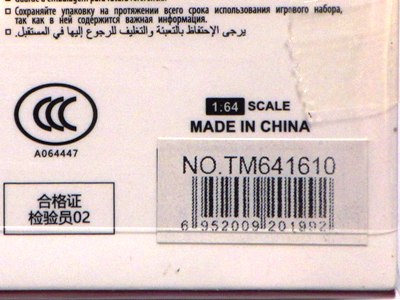 □ Сохраняйте упаковку на протяжении всего срока использования игрового набора,
так как в ней содержится важная информация.
□ يرجى الإحتفاظ بالتعبئة والتغليف للرجوع إليها في المستقبل.
CCC
A064447
1:64 SCALE
MADE IN CHINA
NO.TM641610
6 952009 201992
合格证
检验员02